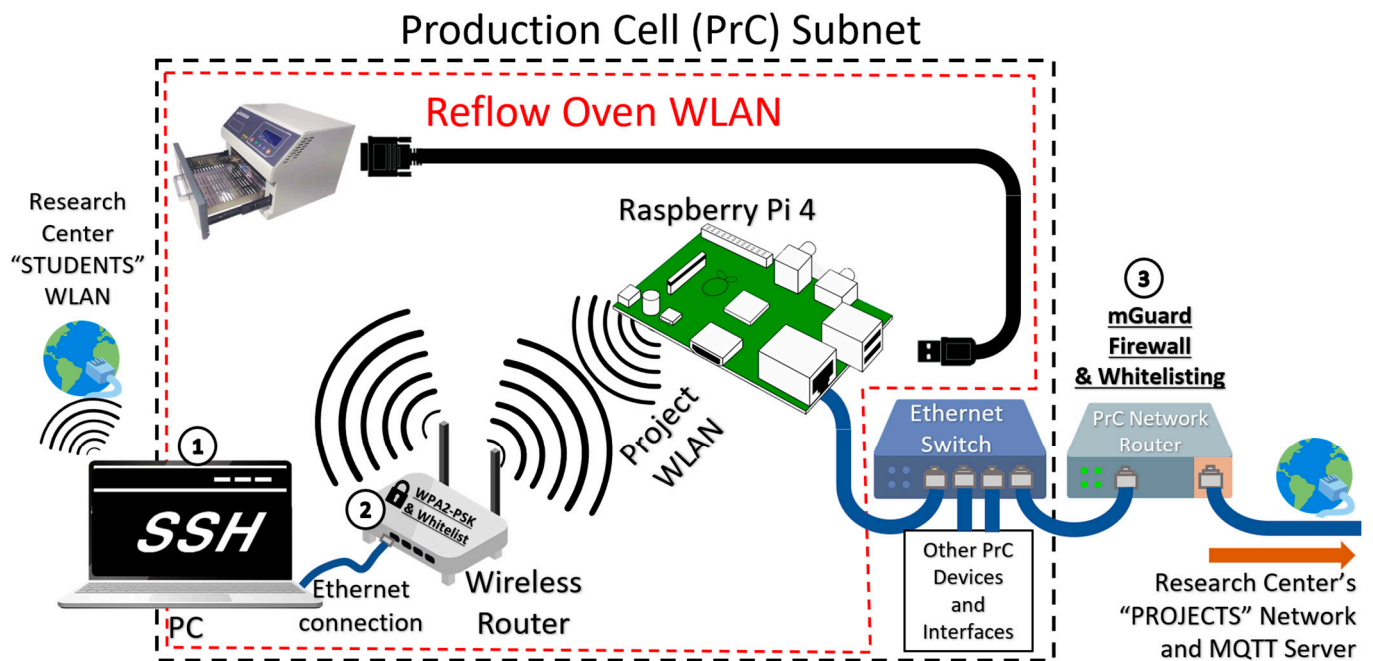 Production Cell (PrC) Subnet
Reflow Oven WLAN
Research
Center
“STUDENTS”
WLAN
Raspberry Pi 4
3
mGuard
Firewall
& Whitelisting
Project
WLAN
Ethernet
Switch
PrC Network
Router
1
SSH
2
WPA2-PSK
& Whitelist
PC
Ethernet
connection
Wireless
Router
Other PrC
Devices
and
Interfaces
Research Center’s
“PROJECTS” Network
and MQTT Server